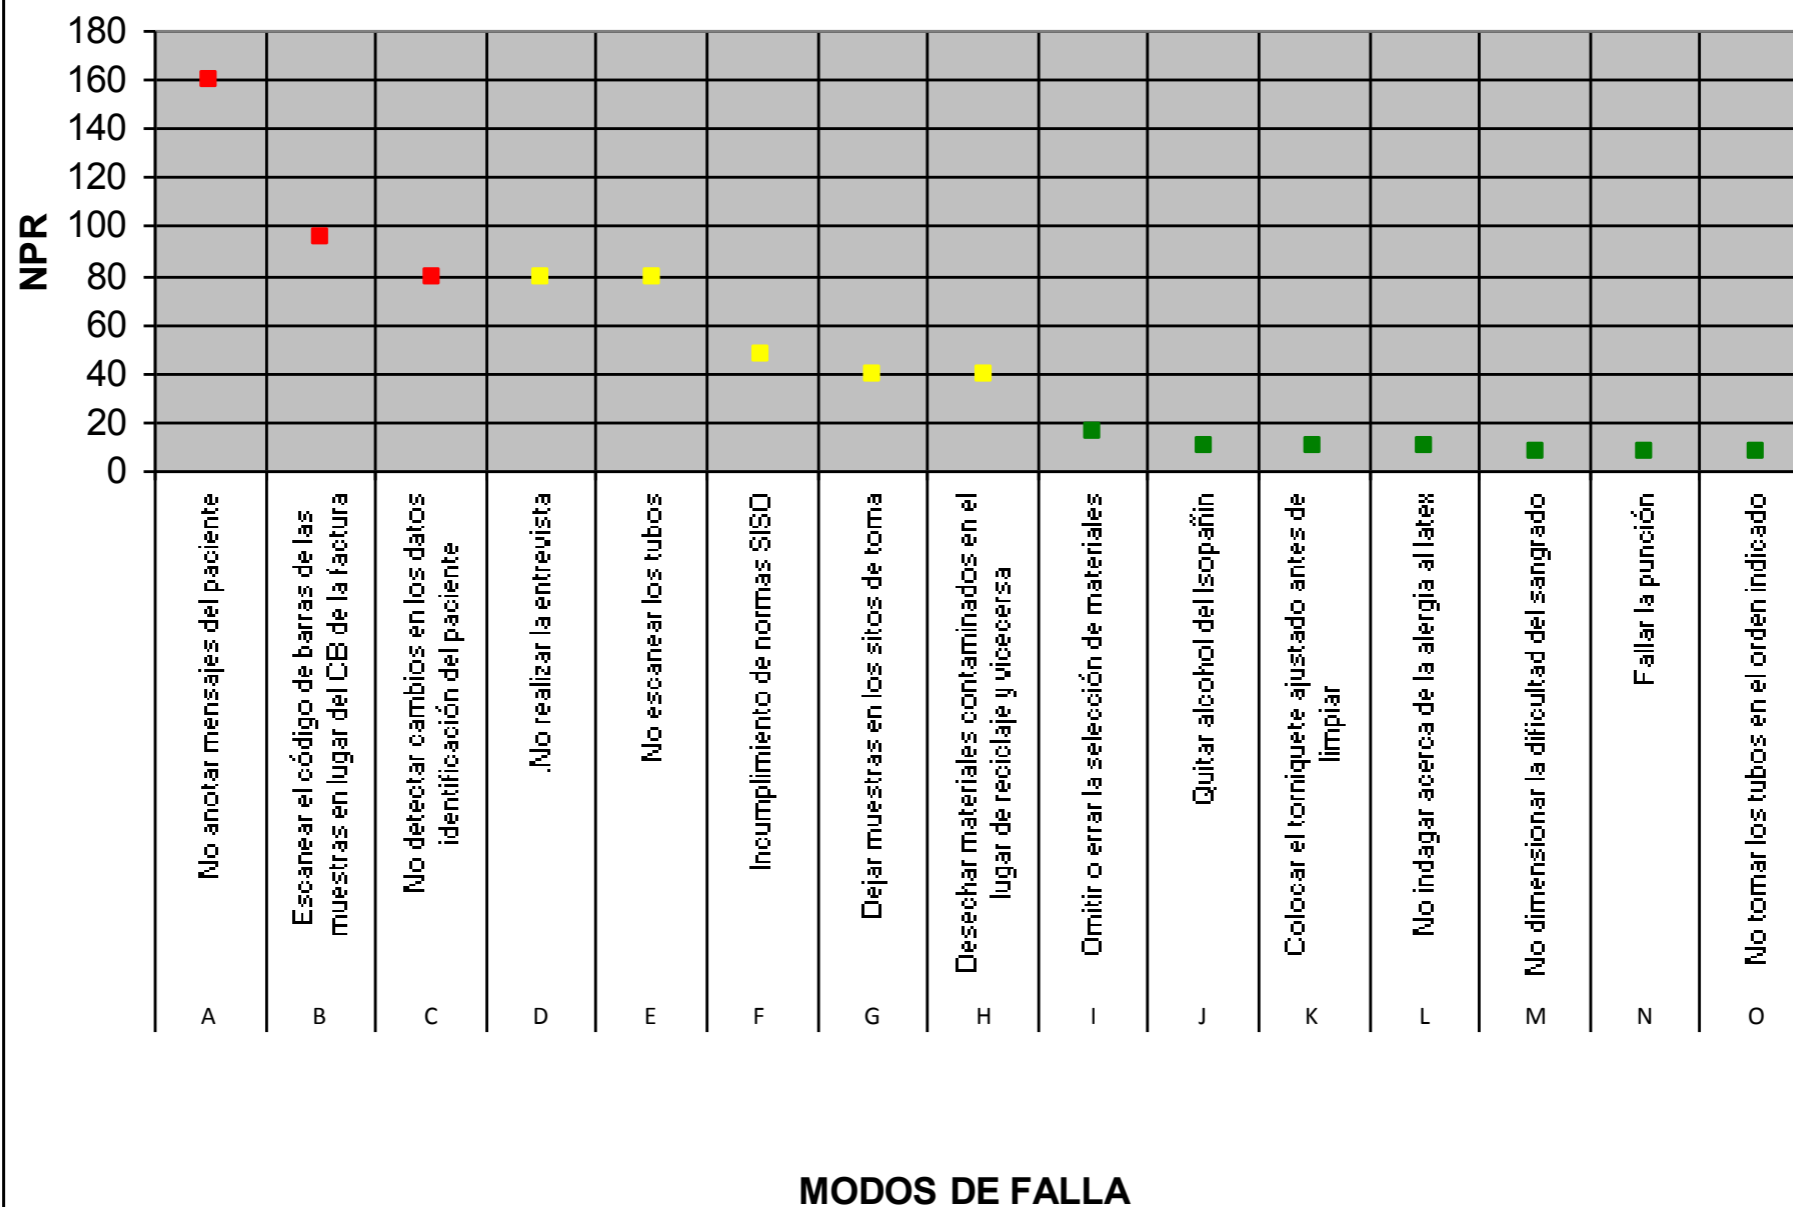 180
160
140
120
100
80
60
40
20
0
NPR
No anotar mensajes del paciente
Escanear el código de barras de las
muestras en lugar del CB de la factura
No detectar cambios en los datos
identificación del paciente
.No realizar la entrevista
No escanear los tubos
Incumplimiento de normas SISO
Dejar muestras en los sitos de toma
Desechar materiales contaminados en el
lugar de reciclaje y vicecersa
Omitir o errar la selección de materiales
Quitar alcohol del Isopañin
Colocar el torniquete ajustado antes de
limpiar
No indagar acerca de la alergia al latex
No dimensionar la dificultad del sangrado
Fallar la punción
No tomar los tubos en el orden indicado
A B C D E F G H I J K L M N O
MODOS DE FALLA